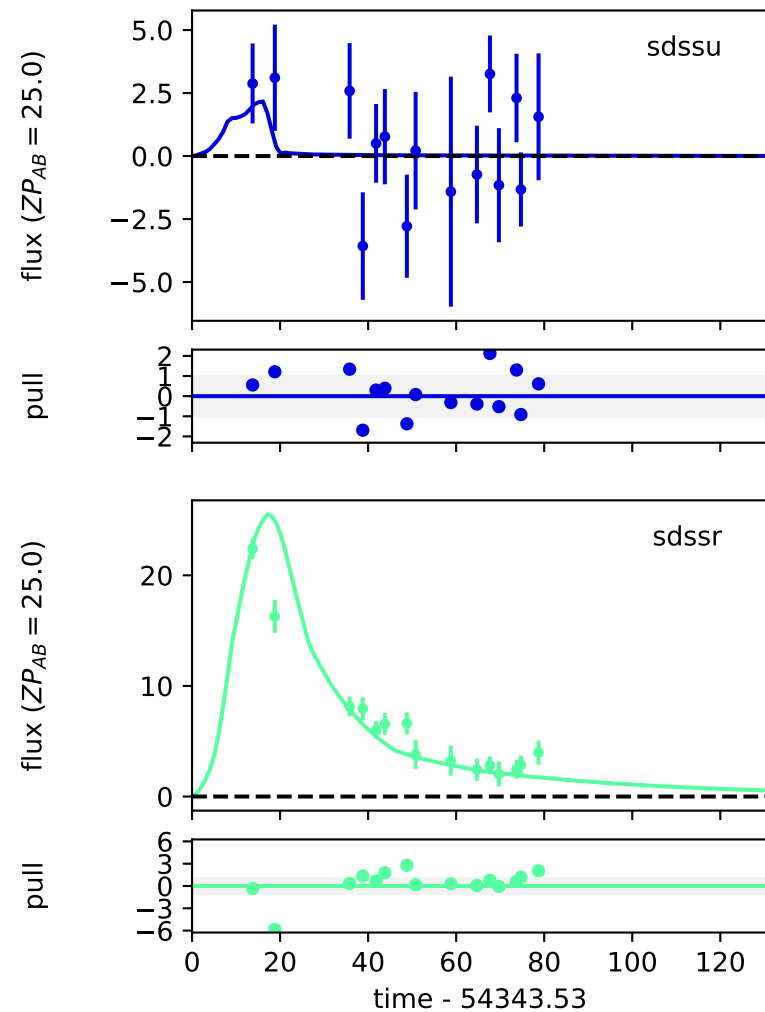 sdssu
flux (ZP_AB = 25.0)
5.0
2.5
0.0
−2.5
−5.0
pull
2
1
0
−1
−2
sdssr
flux (ZP_AB = 25.0)
20
10
0
pull
6
3
0
−3
−6
0 20 40 60 80 100 120
time - 54343.53